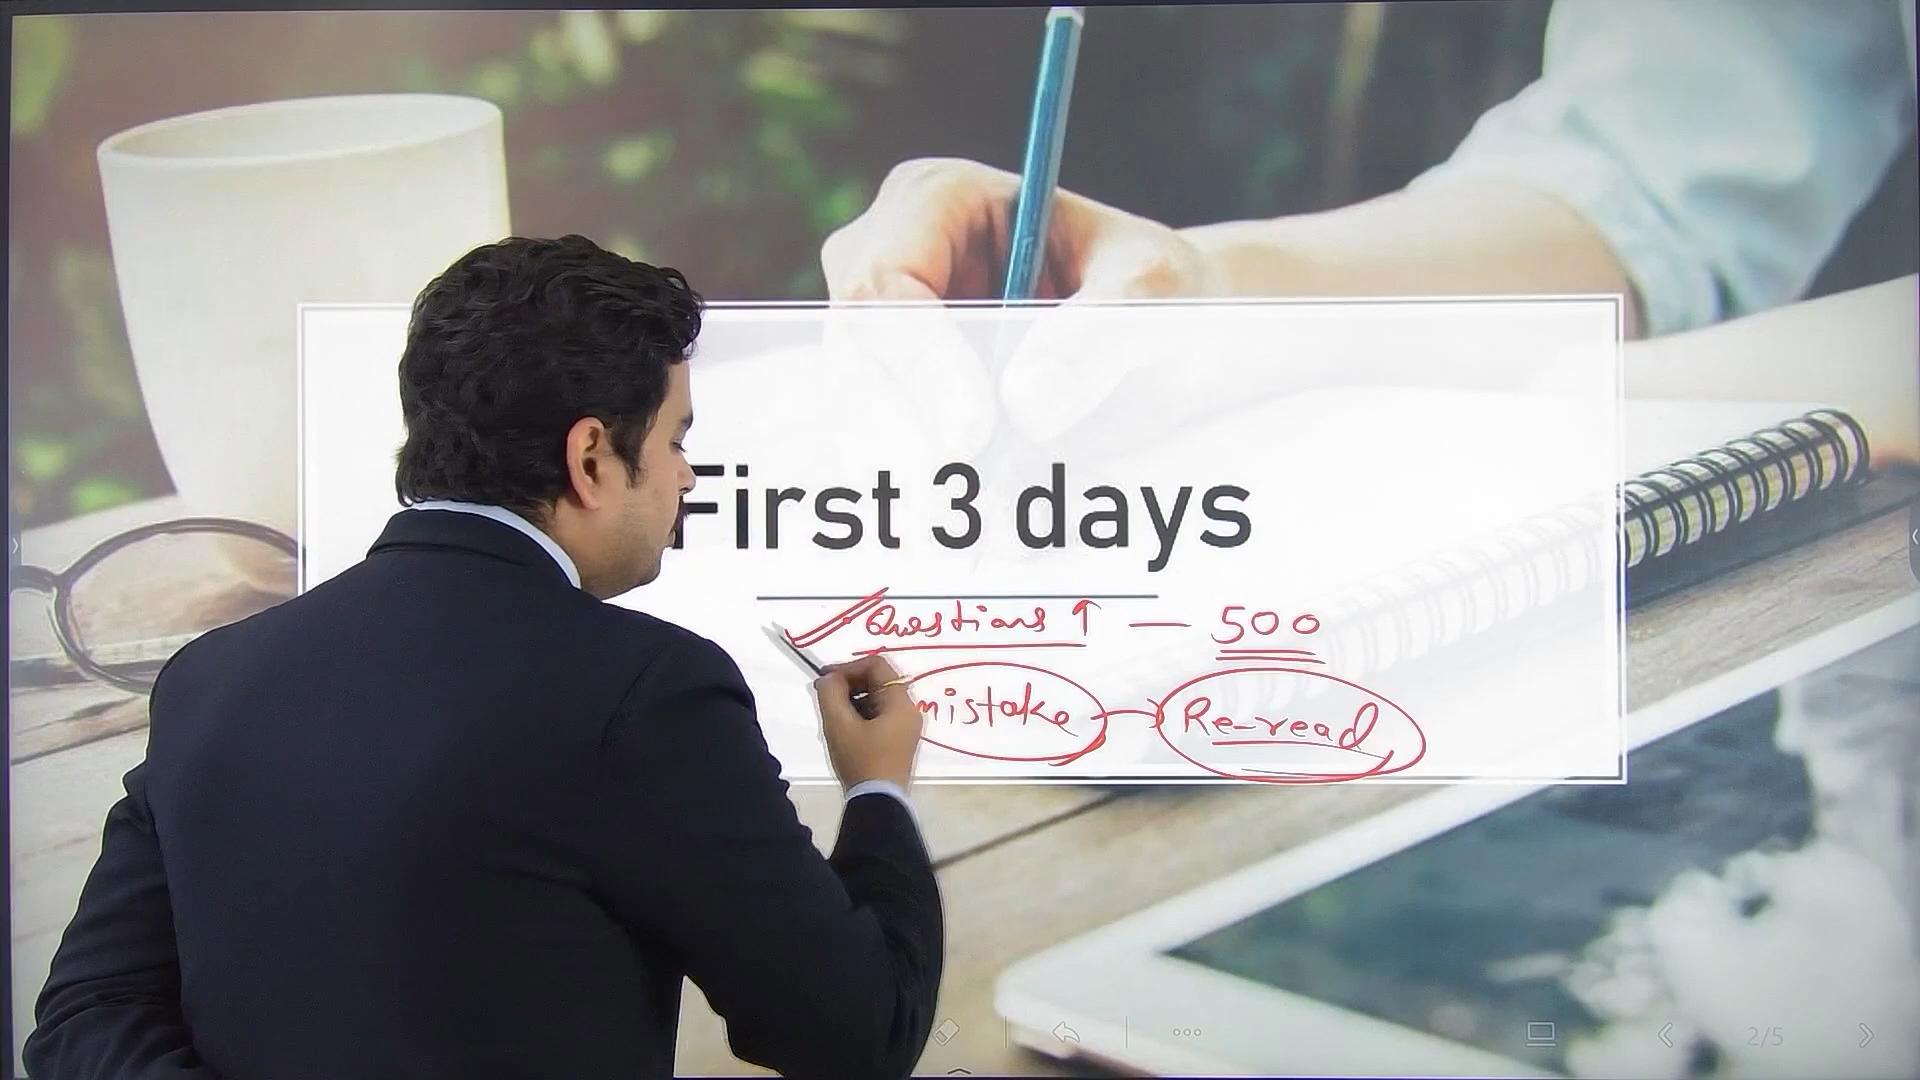 First 3 days
Questions ↑ — 500
mistake → Re-read
2/5